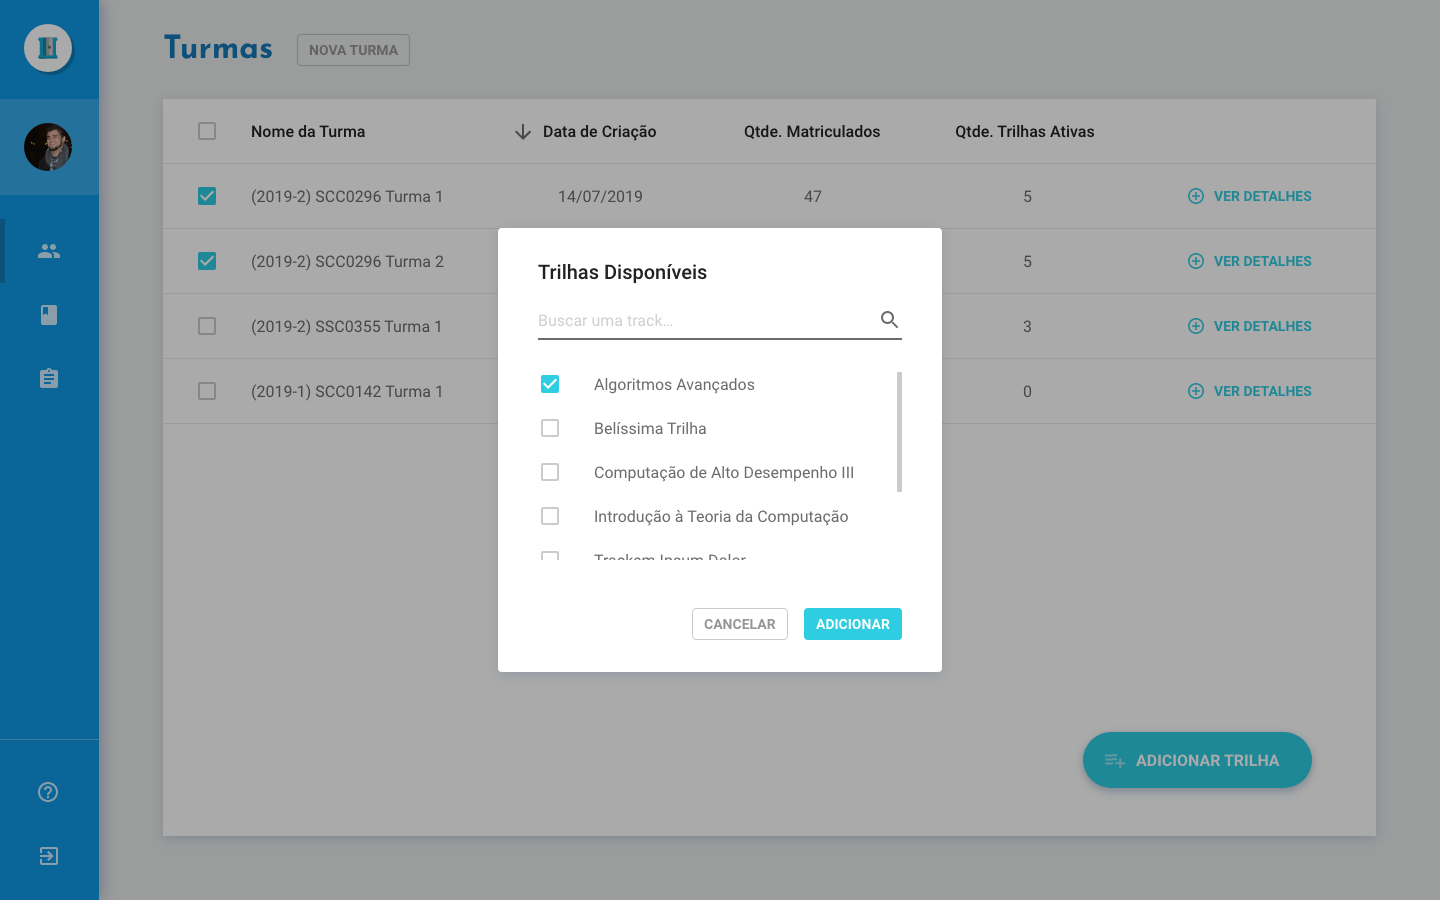 Turmas NOVA TURMA
Nome da Turma Data de Criação Qtde. Matriculados Qtde. Trilhas Ativas
(2019-2) SCC0296 Turma 1 14/07/2019 47 5 VER DETALHES
(2019-2) SCC0296 Turma 2 5 VER DETALHES
(2019-2) SSC0355 Turma 1 3 VER DETALHES
(2019-1) SCC0142 Turma 1 0 VER DETALHES
Trilhas Disponíveis
Buscar uma track...
Algoritmos Avançados
Belíssima Trilha
Computação de Alto Desempenho III
Introdução à Teoria da Computação
Trackem Ipsum Dolor
CANCELAR ADICIONAR
ADICIONAR TRILHA